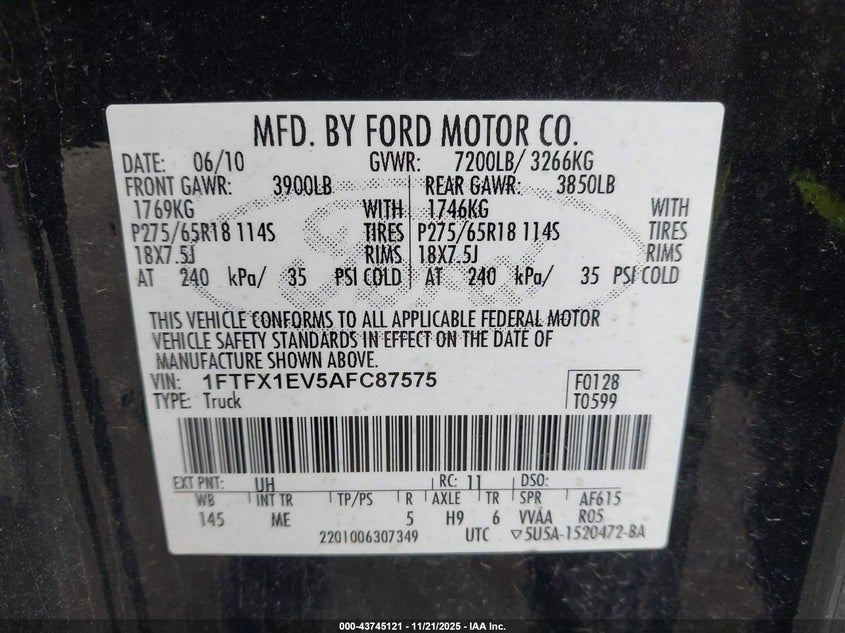 MFD. BY FORD MOTOR CO.
DATE: 06/10 GVWR: 7200LB/ 3266KG
FRONT GAWR: 3900LB REAR GAWR: 3850LB
1769KG WITH 1746KG WITH
P275/65R18 114S TIRES P275/65R18 114S TIRES
18X7.5J RIMS 18X7.5J RIMS
AT 240 kPa/ 35 PSI COLD AT 240 kPa/ 35 PSI COLD
THIS VEHICLE CONFORMS TO ALL APPLICABLE FEDERAL MOTOR
VEHICLE SAFETY STANDARDS IN EFFECT ON THE DATE OF
MANUFACTURE SHOWN ABOVE.
VIN: 1FTFX1EV5AFC87575 F0128
TYPE: Truck T0599
EXT PNT: UH RC: 11 DSO:
WB INT TR TP/PS R AXLE TR SPR AF615
145 ME 5 H9 6 VVAA R05
2201006307349 UTC ▽5U5A-1520472-BA
000-43745121 - 11/21/2025 - IAA Inc.